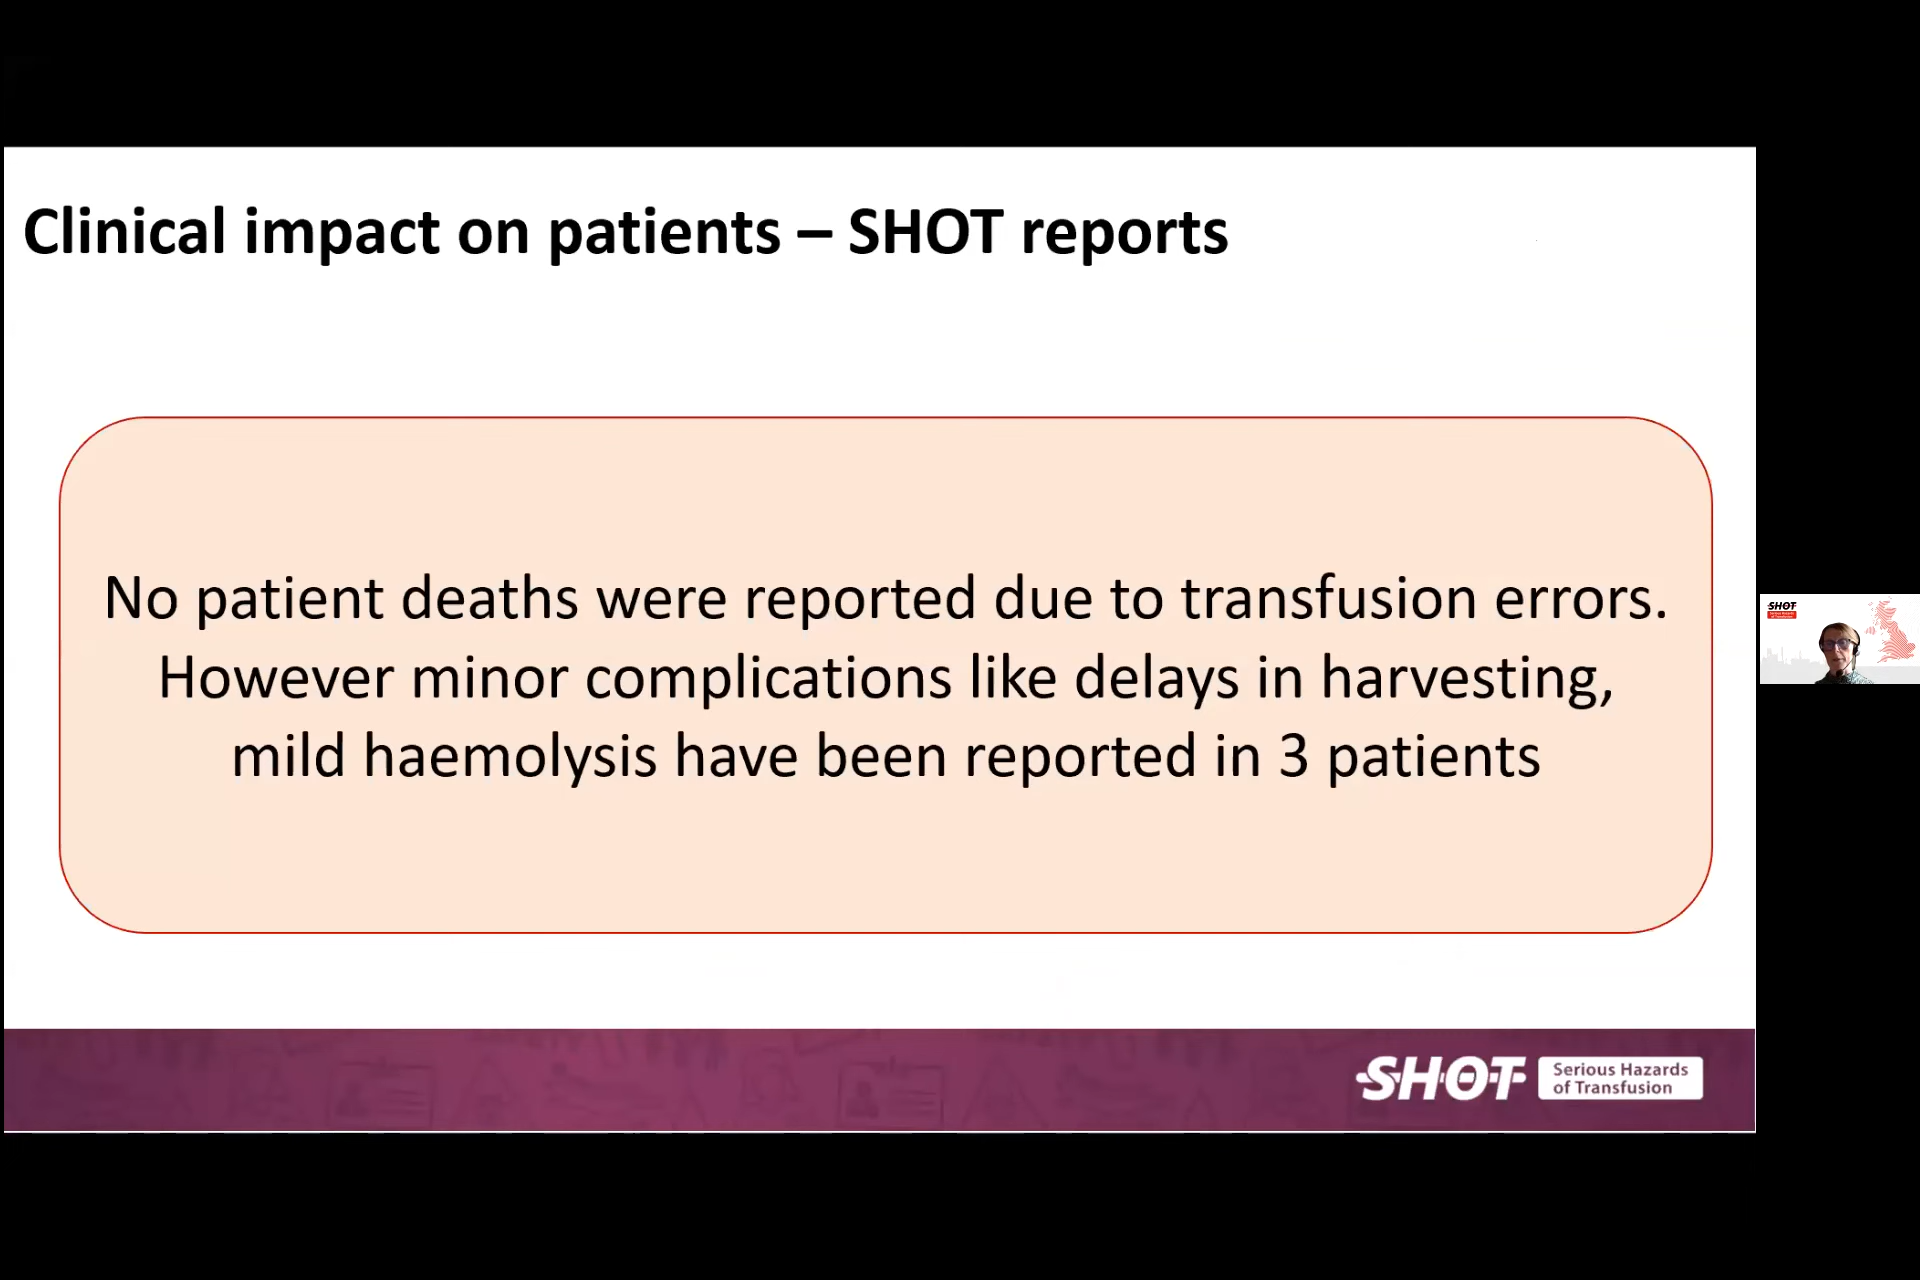 Clinical impact on patients – SHOT reports
No patient deaths were reported due to transfusion errors.
However minor complications like delays in harvesting,
mild haemolysis have been reported in 3 patients
SHOT
SHOT
Serious Hazards
of Transfusion